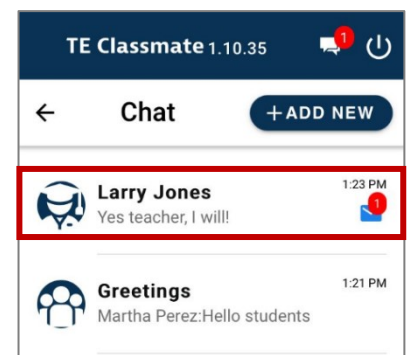 TE Classmate 1.10.35 1
Chat +ADD NEW
Larry Jones 1:23 PM
Yes teacher, I will! 1
Greetings 1:21 PM
Martha Perez:Hello students